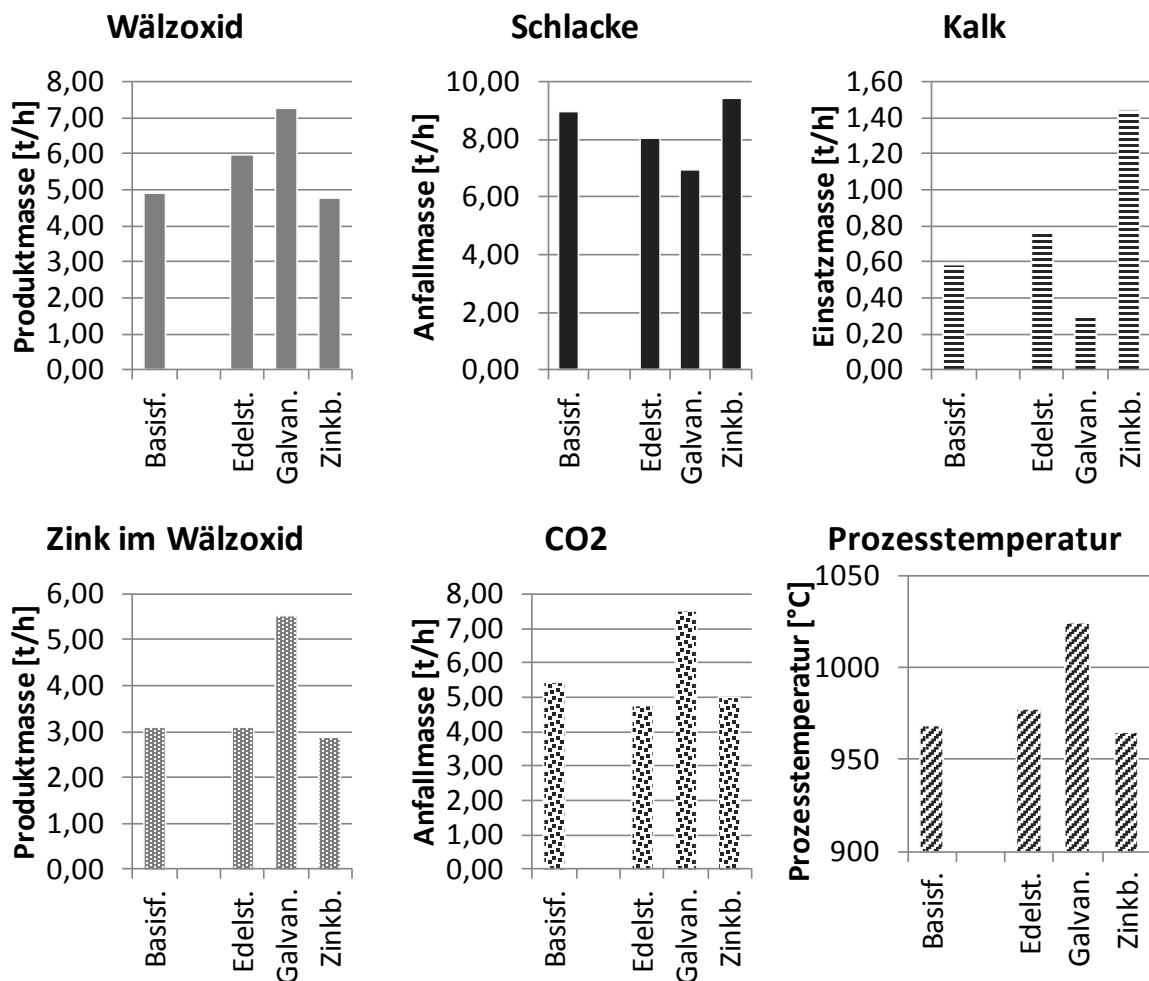 Wälzoxid
Produktmasse [t/h]
8,00
7,00
6,00
5,00
4,00
3,00
2,00
1,00
0,00
Basisf.
Edelst.
Galvan.
Zinkb.
Schlacke
Anfallmasse [t/h]
10,00
8,00
6,00
4,00
2,00
0,00
Basisf.
Edelst.
Galvan.
Zinkb.
Kalk
Einsatzmasse [t/h]
1,60
1,40
1,20
1,00
0,80
0,60
0,40
0,20
0,00
Basisf.
Edelst.
Galvan.
Zinkb.
Zink im Wälzoxid
Produktmasse [t/h]
6,00
5,00
4,00
3,00
2,00
1,00
0,00
Basisf.
Edelst.
Galvan.
Zinkb.
CO2
Anfallmasse [t/h]
8,00
7,00
6,00
5,00
4,00
3,00
2,00
1,00
0,00
Basisf.
Edelst.
Galvan.
Zinkb.
Prozesstemperatur
Prozesstemperatur [°C]
1050
1000
950
900
Basisf.
Edelst.
Galvan.
Zinkb.